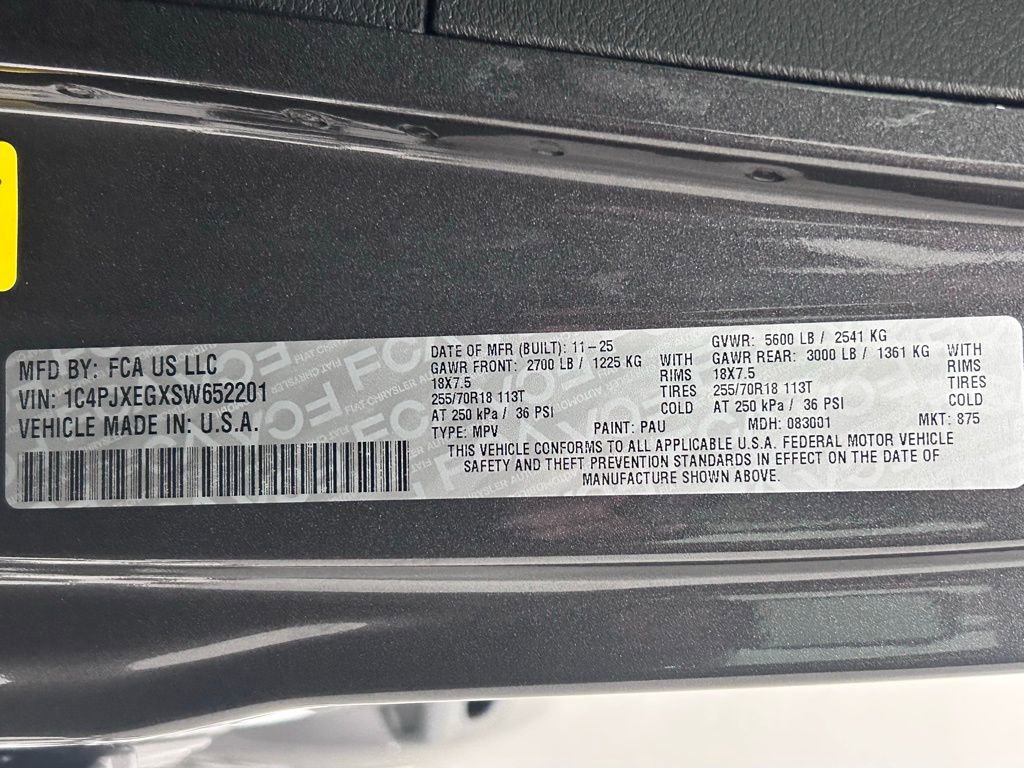 MFD BY: FCA US LLC
VIN: 1C4PJXEGXSW652201
VEHICLE MADE IN: U.S.A.
DATE OF MFR (BUILT): 11-25
GAWR FRONT: 2700 LB / 1225 KG WITH
18X7.5 RIMS
255/70R18 113T TIRES
AT 250 kPa / 36 PSI COLD
TYPE: MPV PAINT: PAU
GVWR: 5600 LB / 2541 KG
GAWR REAR: 3000 LB / 1361 KG WITH
18X7.5 RIMS
255/70R18 113T TIRES
AT 250 kPa / 36 PSI COLD
MDH: 083001 MKT: 875
THIS VEHICLE CONFORMS TO ALL APPLICABLE U.S.A. FEDERAL MOTOR VEHICLE
SAFETY AND THEFT PREVENTION STANDARDS IN EFFECT ON THE DATE OF
MANUFACTURE SHOWN ABOVE.